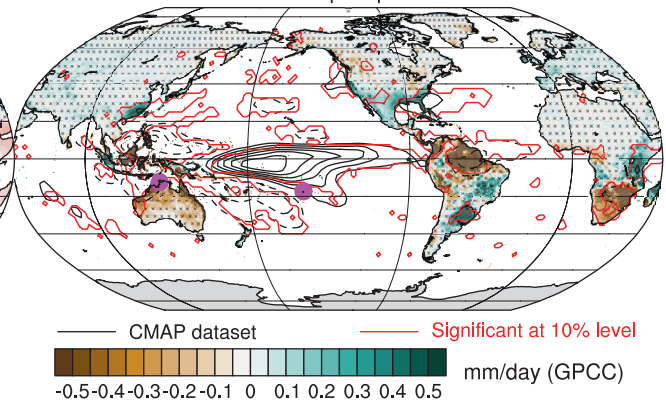 CMAP dataset
Significant at 10% level
mm/day (GPCC)
-0.5 -0.4 -0.3 -0.2 -0.1 0 0.1 0.2 0.3 0.4 0.5